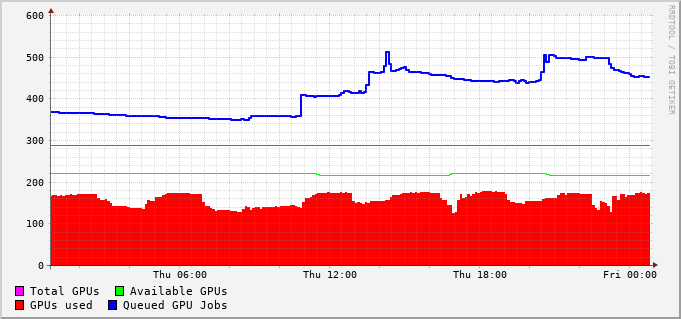 600
500
400
300
200
100
0
Thu 06:00 Thu 12:00 Thu 18:00 Fri 00:00
Total GPUs Available GPUs
GPUs used Queued GPU Jobs
RRDTOOL / TOBI OETIKER